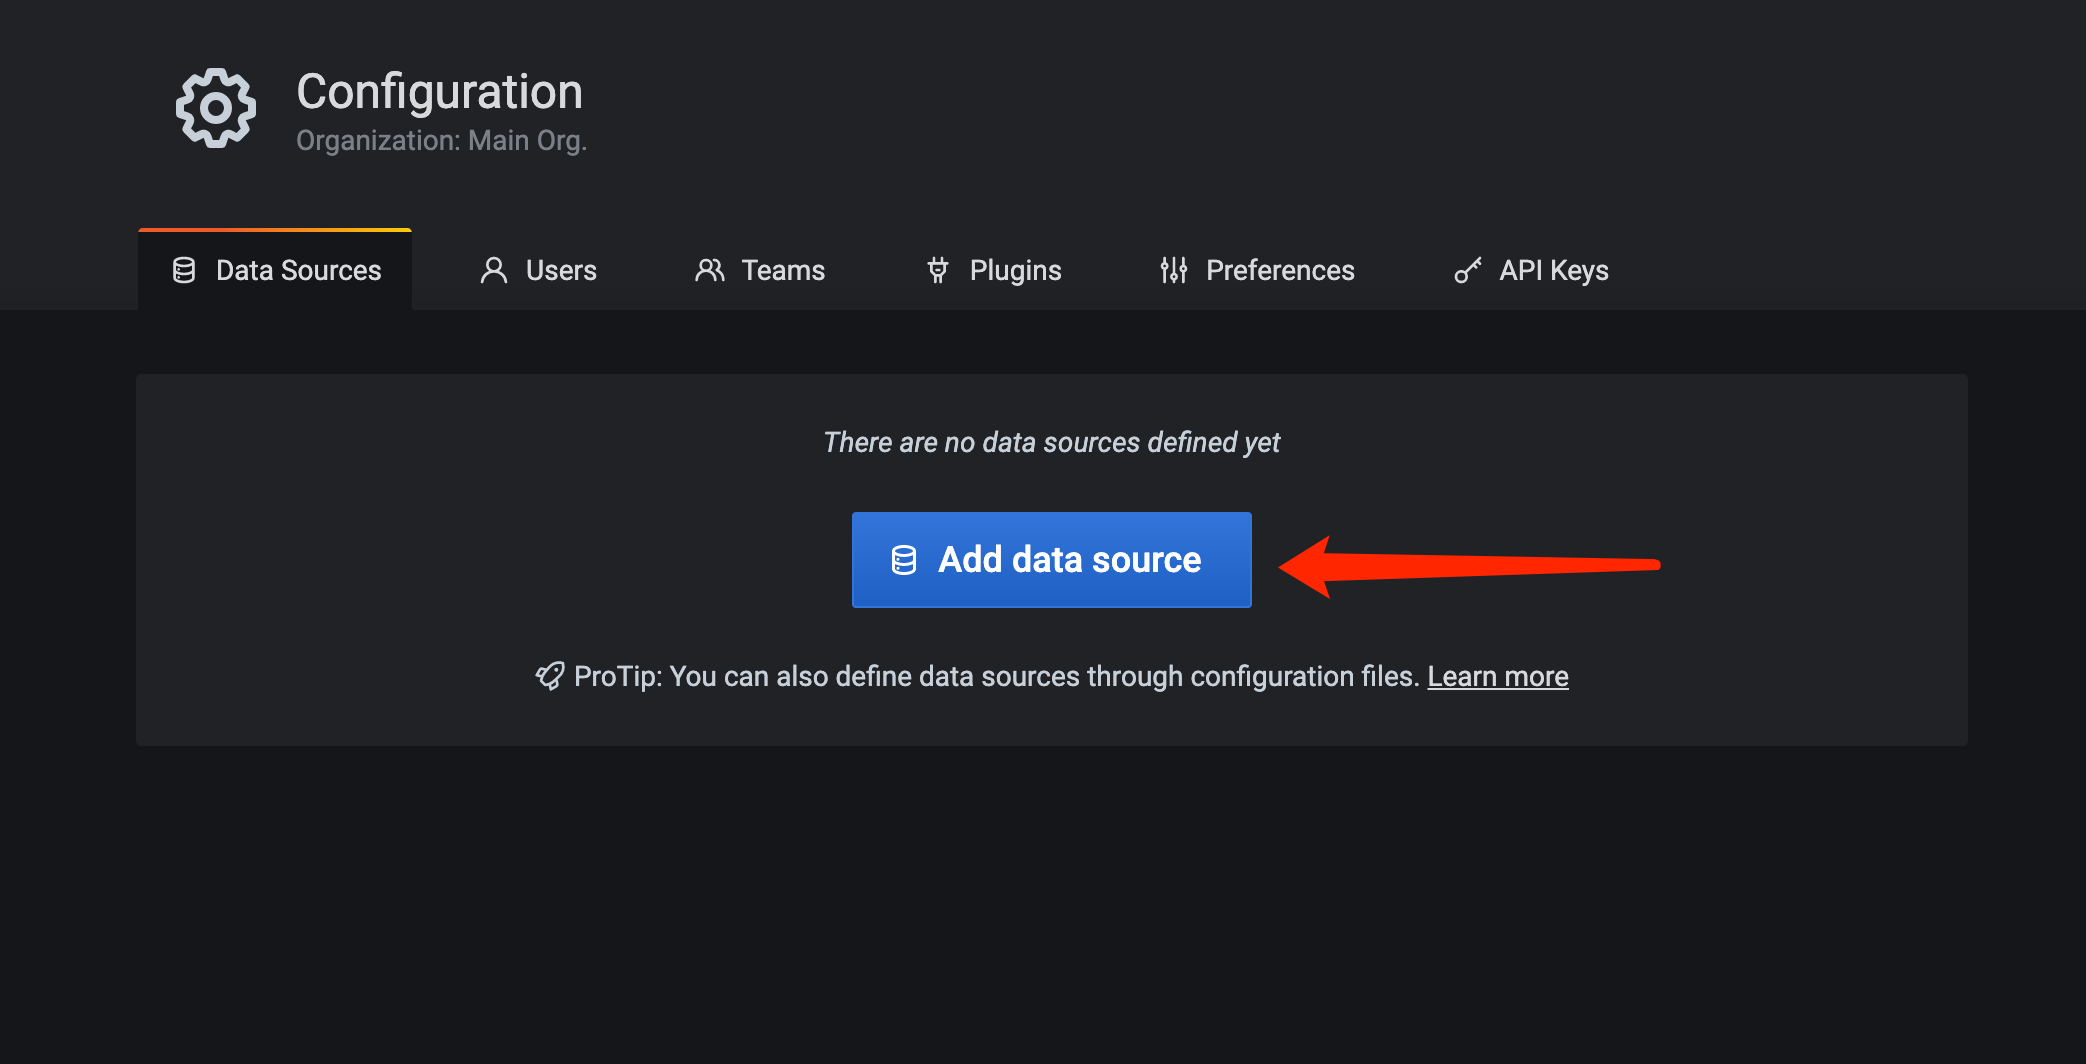 Configuration
Organization: Main Org.
Data Sources
Users
Teams
Plugins
Preferences
API Keys
There are no data sources defined yet
Add data source
ProTip: You can also define data sources through configuration files. Learn more